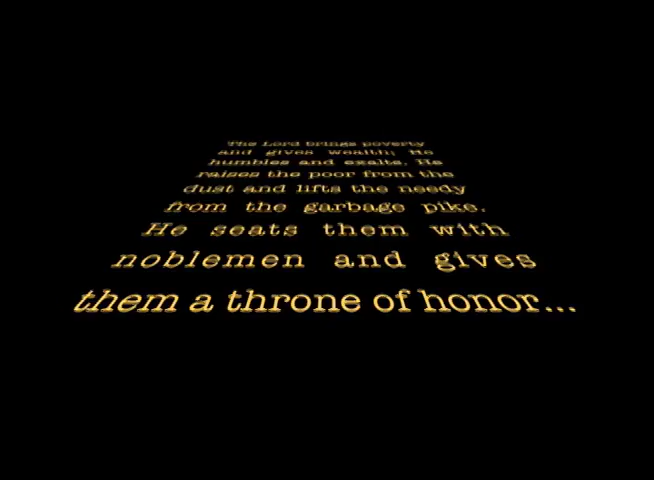 The Lord brings poverty
and gives wealth; He
humbles and exalts. He
raises the poor from the
dust and lifts the needy
from the garbage pike.
He seats them with
noblemen and gives
them a throne of honor...